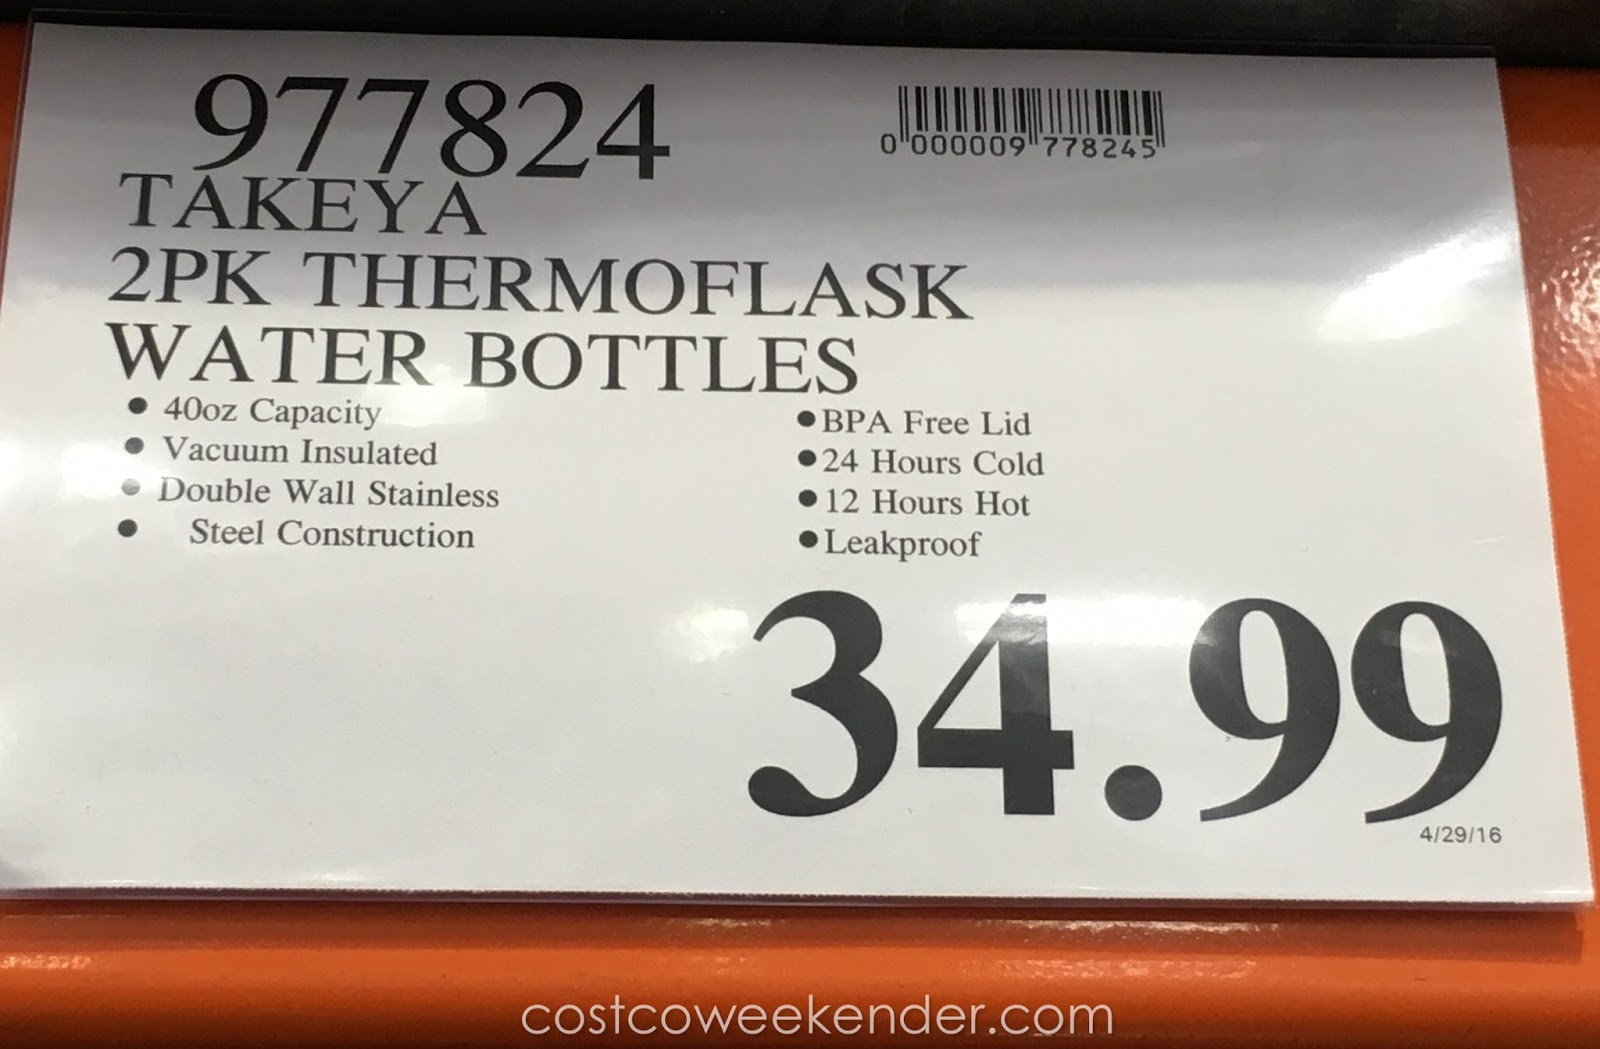 977824
0 000009 778245
TAKEYA
2PK THERMOFLASK
WATER BOTTLES
● 40oz Capacity
● Vacuum Insulated
● Double Wall Stainless
● Steel Construction
● BPA Free Lid
● 24 Hours Cold
● 12 Hours Hot
● Leakproof
34.99
4/29/16
costcoweekender.com